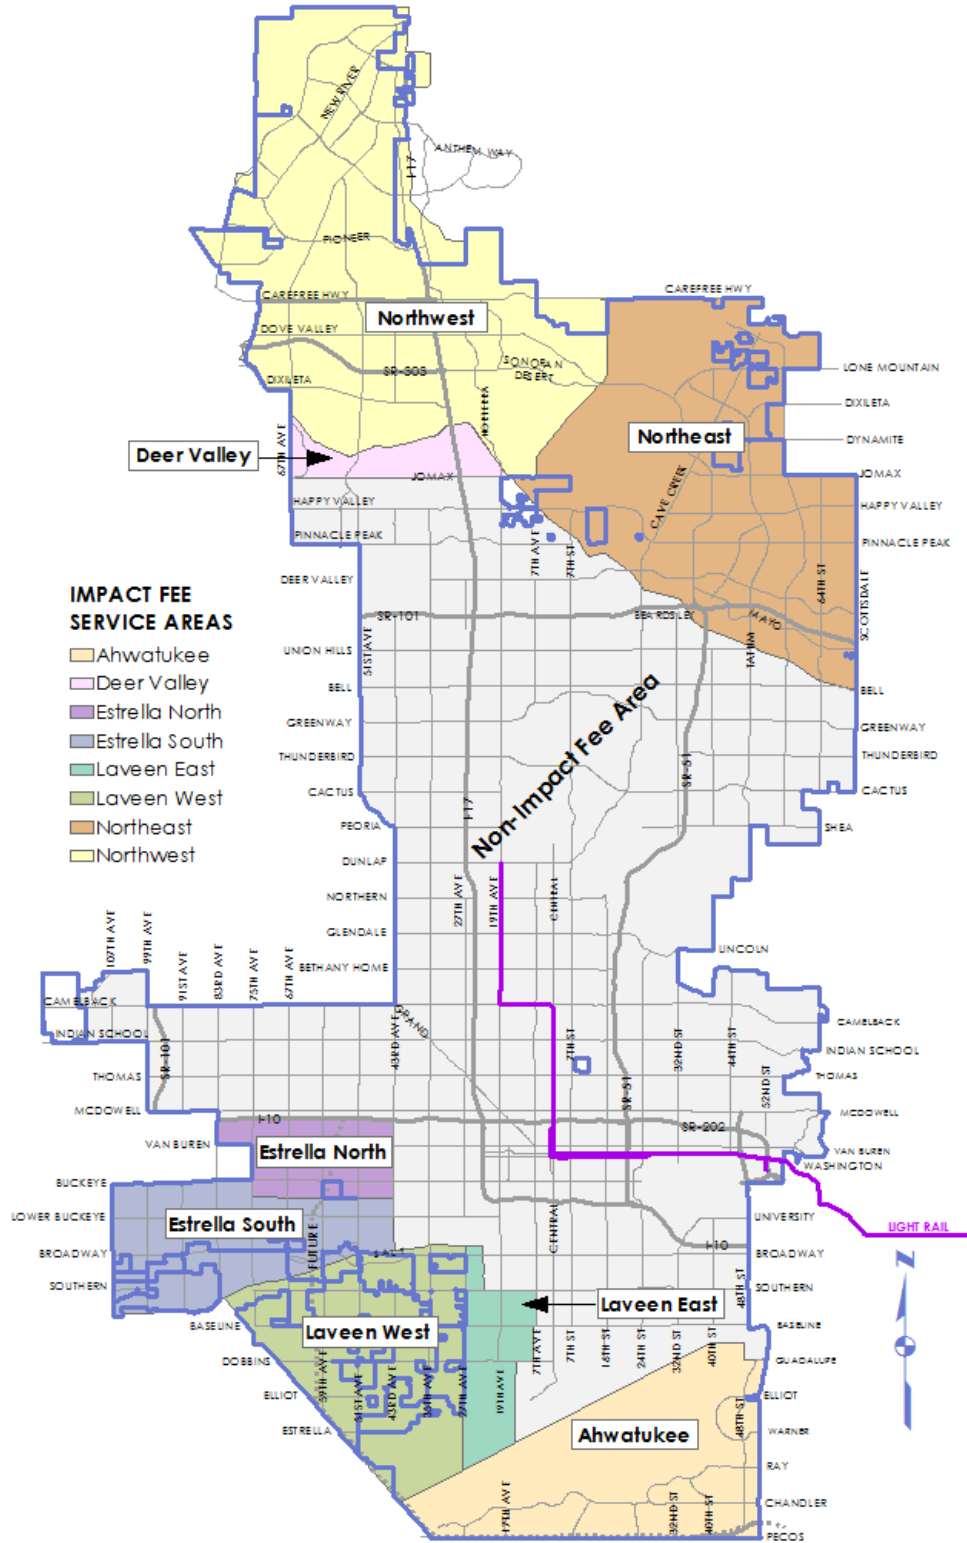 NEW RIVER
ANTHEM WAY
I-17
PIONEER
CAREFREE HWY
CAREFREE HWY
Northwest
DOVE VALLEY
SR-303
SONORAN
DESERT
LONE MOUNTAIN
DIXILETA
DIXILETA
Northeast
DYNAMITE
67TH AVE
Deer Valley
JOMAX
JOMAX
CAVE CREEK
HAPPY VALLEY
HAPPY VALLEY
PINNACLE PEAK
PINNACLE PEAK
7TH AVE
7TH ST
DEER VALLEY
64TH ST
SCOTTSDALE
IMPACT FEE
SERVICE AREAS
Ahwatukee
Deer Valley
Estrella North
Estrella South
Laveen East
Laveen West
Northeast
Northwest
SR-101
BEARDSLEY
MAYO
TATUM
51ST AVE
UNION HILLS
BELL
BELL
GREENWAY
GREENWAY
Non-Impact Fee Area
THUNDERBIRD
THUNDERBIRD
SR-51
CACTUS
CACTUS
I-17
PEORIA
SHEA
DUNLAP
27TH AVE
19TH AVE
CENTRAL
NORTHERN
GLENDALE
LINCOLN
BETHANY HOME
107TH AVE
99TH AVE
91ST AVE
83RD AVE
75TH AVE
67TH AVE
CAMELBACK
CAMELBACK
INDIAN SCHOOL
GRAND
INDIAN SCHOOL
SR-101
43RD AVE
7TH ST
32ND ST
44TH ST
THOMAS
THOMAS
SR-51
52ND ST
MCDOWELL
MCDOWELL
I-10
SR-202
VAN BUREN
VAN BUREN
Estrella North
WASHINGTON
BUCKEYE
LOWER BUCKEYE
Estrella South
UNIVERSITY
LIGHT RAIL
CENTRAL
FUTURE
I-10
BROADWAY
BROADWAY
SOUTHERN
SOUTHERN
48TH ST
Laveen East
BASELINE
Laveen West
BASELINE
7TH AVE
7TH ST
16TH ST
24TH ST
32ND ST
40TH ST
DOBBINS
GUADALUPE
N
ELLIOT
59TH AVE
51ST AVE
43RD AVE
35TH AVE
27TH AVE
19TH AVE
ELLIOT
48TH ST
ESTRELLA
Ahwatukee
WARNER
RAY
17TH AVE
32ND ST
40TH ST
CHANDLER
PECOS